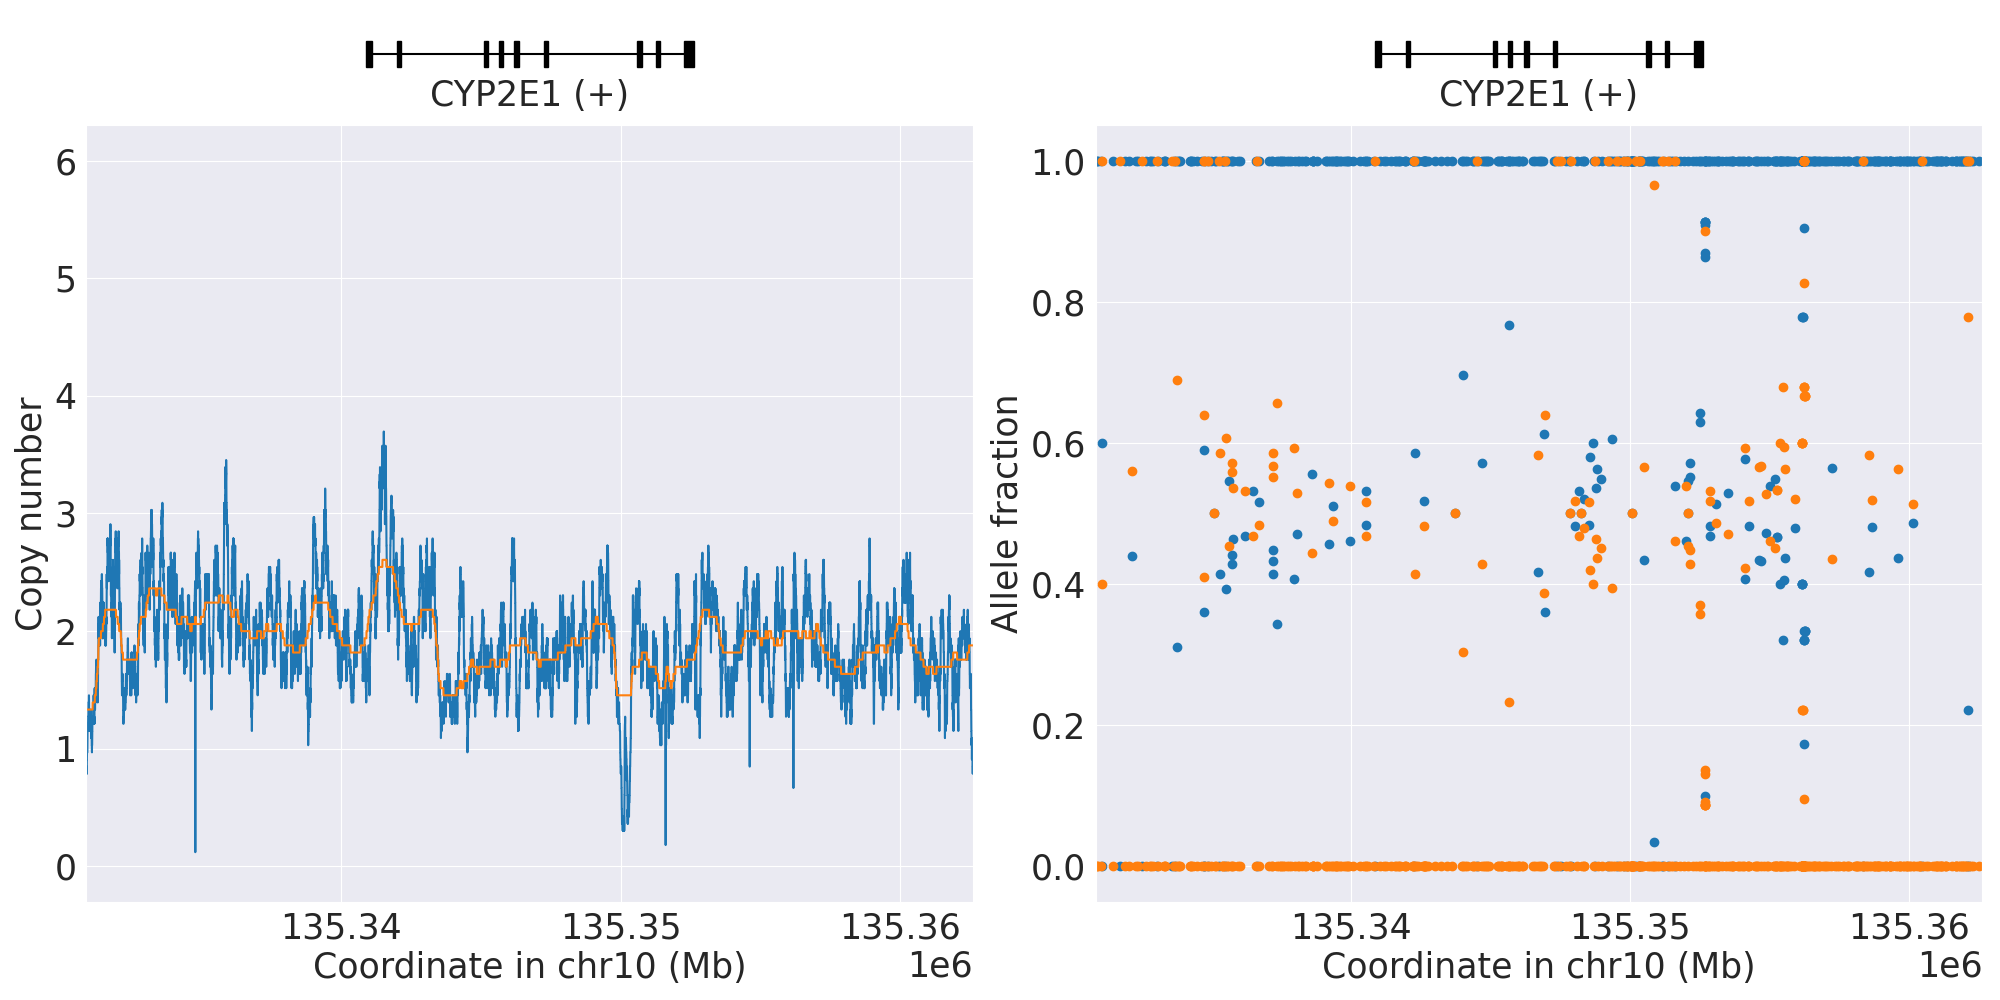 CYP2E1 (+)
6
5
4
3
2
1
0
Copy number
135.34
135.35
135.36
Coordinate in chr10 (Mb)
1e6
CYP2E1 (+)
1.0
0.8
0.6
0.4
0.2
0.0
Allele fraction
135.34
135.35
135.36
Coordinate in chr10 (Mb)
1e6